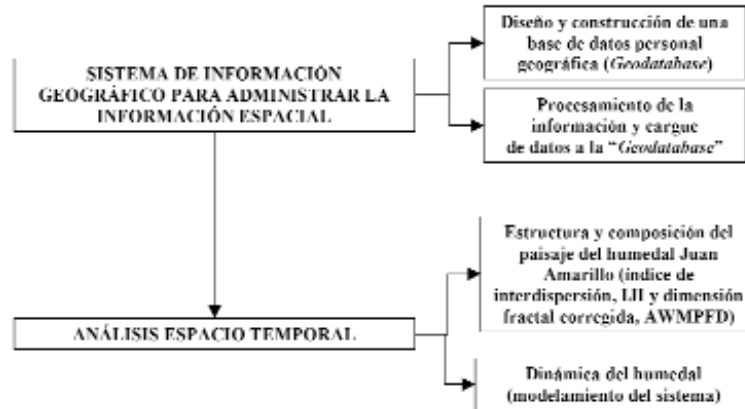 Diseño y construcción de una
base de datos personal
geográfica (Geodatabase)
SISTEMA DE INFORMACIÓN
GEOGRÁFICO PARA ADMINISTRAR LA
INFORMACIÓN ESPACIAL
Procesamiento de la
información y cargue
de datos a la "Geodatabase"
Estructura y composición del
paisaje del humedal Juan
Amarillo (índice de
interdispersión, IJI y dimensión
fractal corregida, AWMPFD)
ANÁLISIS ESPACIO TEMPORAL
Dinámica del humedal
(modelamiento del sistema)